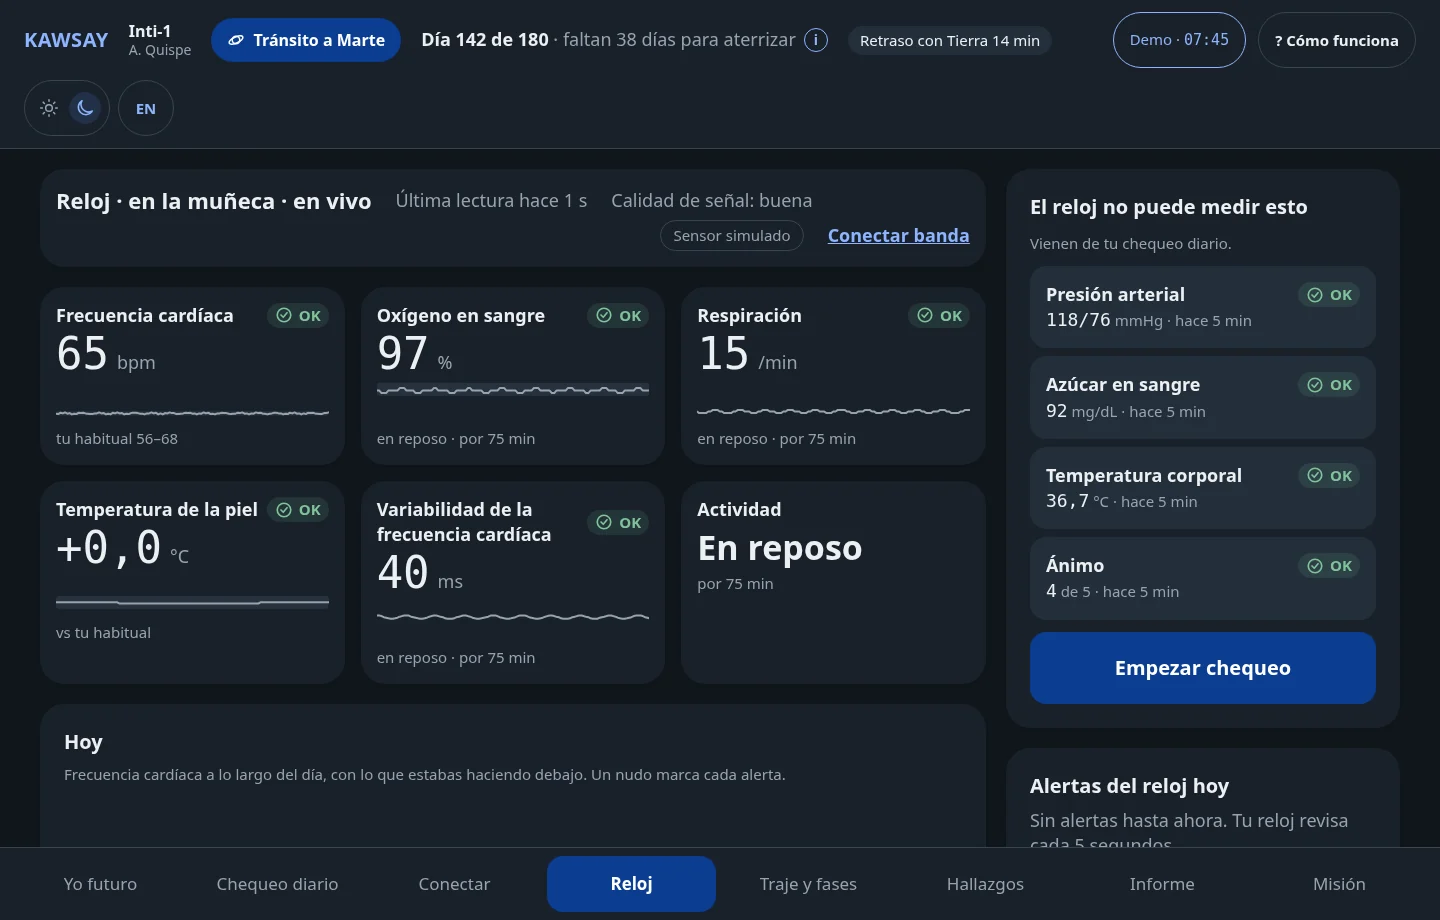 KAWSAY
Inti-1
A. Quispe
Tránsito a Marte
Día 142 de 180 · faltan 38 días para aterrizar
i
Retraso con Tierra 14 min
Demo · 07:45
? Cómo funciona
EN
Reloj · en la muñeca · en vivo
Última lectura hace 1 s
Calidad de señal: buena
Sensor simulado
Conectar banda
Frecuencia cardíaca
OK
65 bpm
tu habitual 56–68
Oxígeno en sangre
OK
97 %
en reposo · por 75 min
Respiración
OK
15 /min
en reposo · por 75 min
Temperatura de la piel
OK
+0,0 °C
vs tu habitual
Variabilidad de la
frecuencia cardíaca
OK
40 ms
en reposo · por 75 min
Actividad
En reposo
por 75 min
Hoy
Frecuencia cardíaca a lo largo del día, con lo que estabas haciendo debajo. Un nudo marca cada alerta.
El reloj no puede medir esto
Vienen de tu chequeo diario.
Presión arterial
OK
118/76 mmHg · hace 5 min
Azúcar en sangre
OK
92 mg/dL · hace 5 min
Temperatura corporal
OK
36,7 °C · hace 5 min
Ánimo
OK
4 de 5 · hace 5 min
Empezar chequeo
Alertas del reloj hoy
Sin alertas hasta ahora. Tu reloj revisa
cada 5 segundos
Yo futuro
Chequeo diario
Conectar
Reloj
Traje y fases
Hallazgos
Informe
Misión